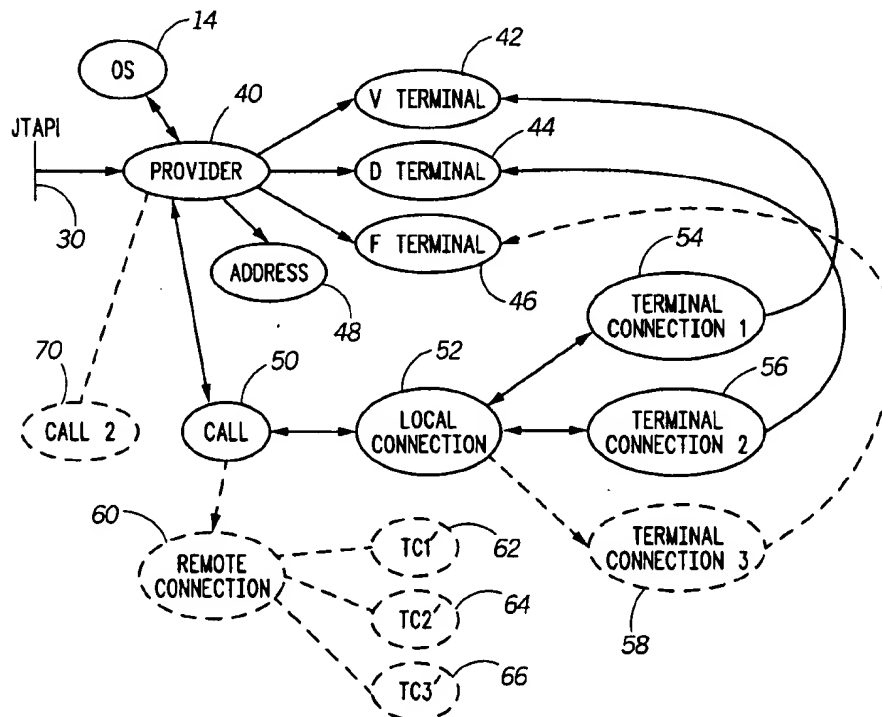 14
42
OS
V TERMINAL
40
44
JTAPI
PROVIDER
D TERMINAL
30
F TERMINAL
54
ADDRESS
46
TERMINAL
CONNECTION 1
48
52
70
50
56
CALL 2
CALL
LOCAL
CONNECTION
TERMINAL
CONNECTION 2
60
62
REMOTE
CONNECTION
TC1′
TERMINAL
CONNECTION 3
64
TC2′
58
TC3′
66